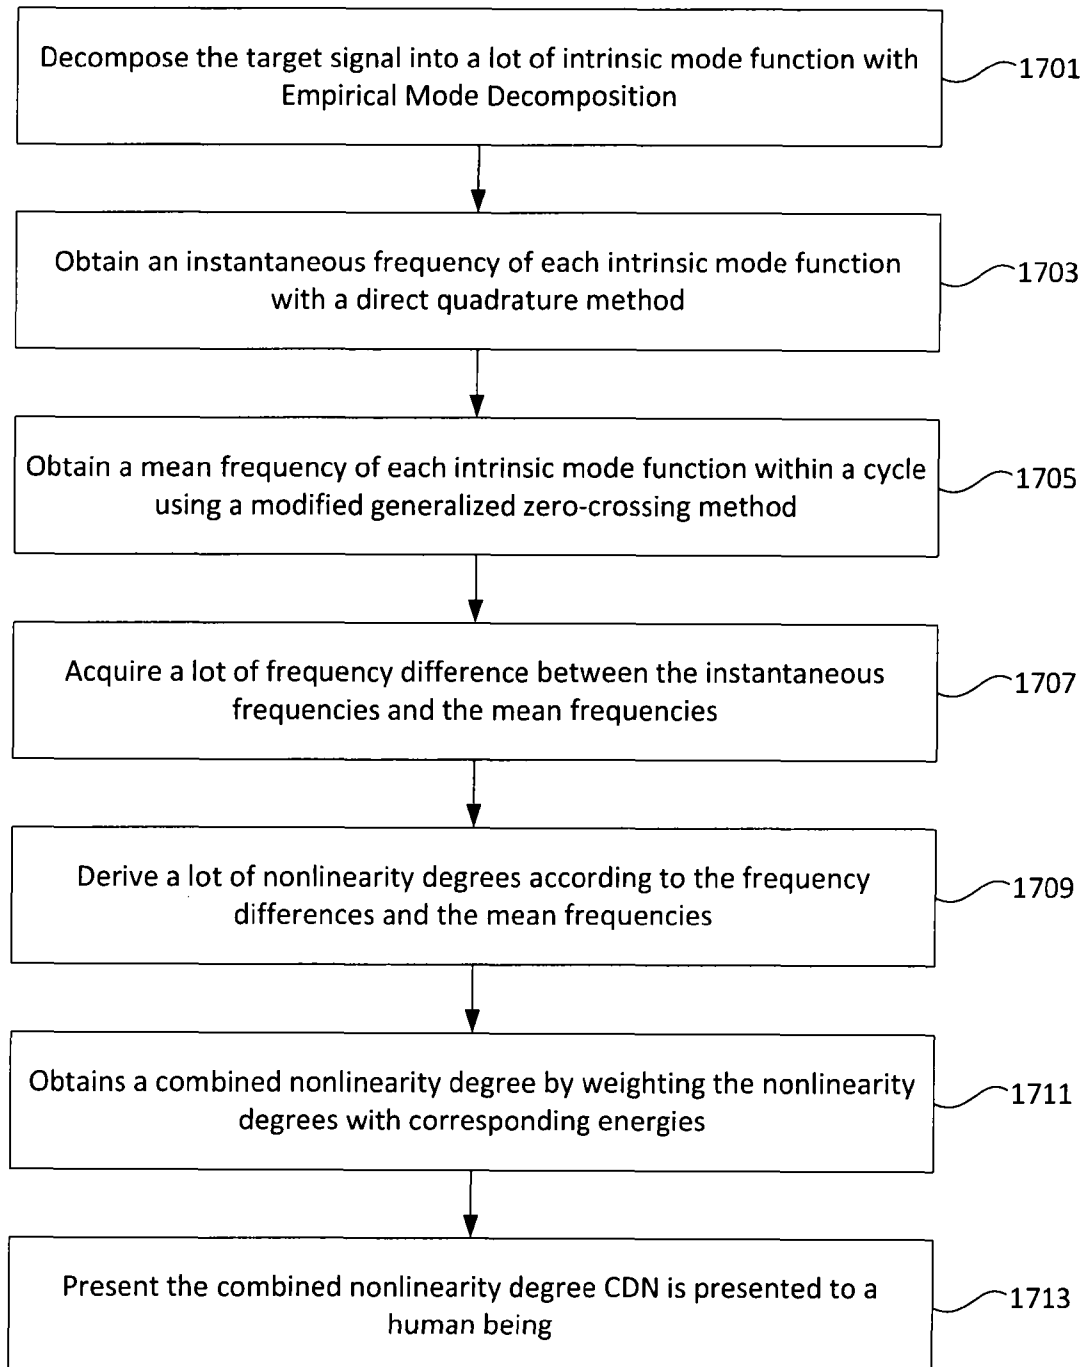 Decompose the target signal into a lot of intrinsic mode function with
Empirical Mode Decomposition
1701
Obtain an instantaneous frequency of each intrinsic mode function
with a direct quadrature method
1703
Obtain a mean frequency of each intrinsic mode function within a cycle
using a modified generalized zero-crossing method
1705
Acquire a lot of frequency difference between the instantaneous
frequencies and the mean frequencies
1707
Derive a lot of nonlinearity degrees according to the frequency
differences and the mean frequencies
1709
Obtains a combined nonlinearity degree by weighting the nonlinearity
degrees with corresponding energies
1711
Present the combined nonlinearity degree CDN is presented to a
human being
1713